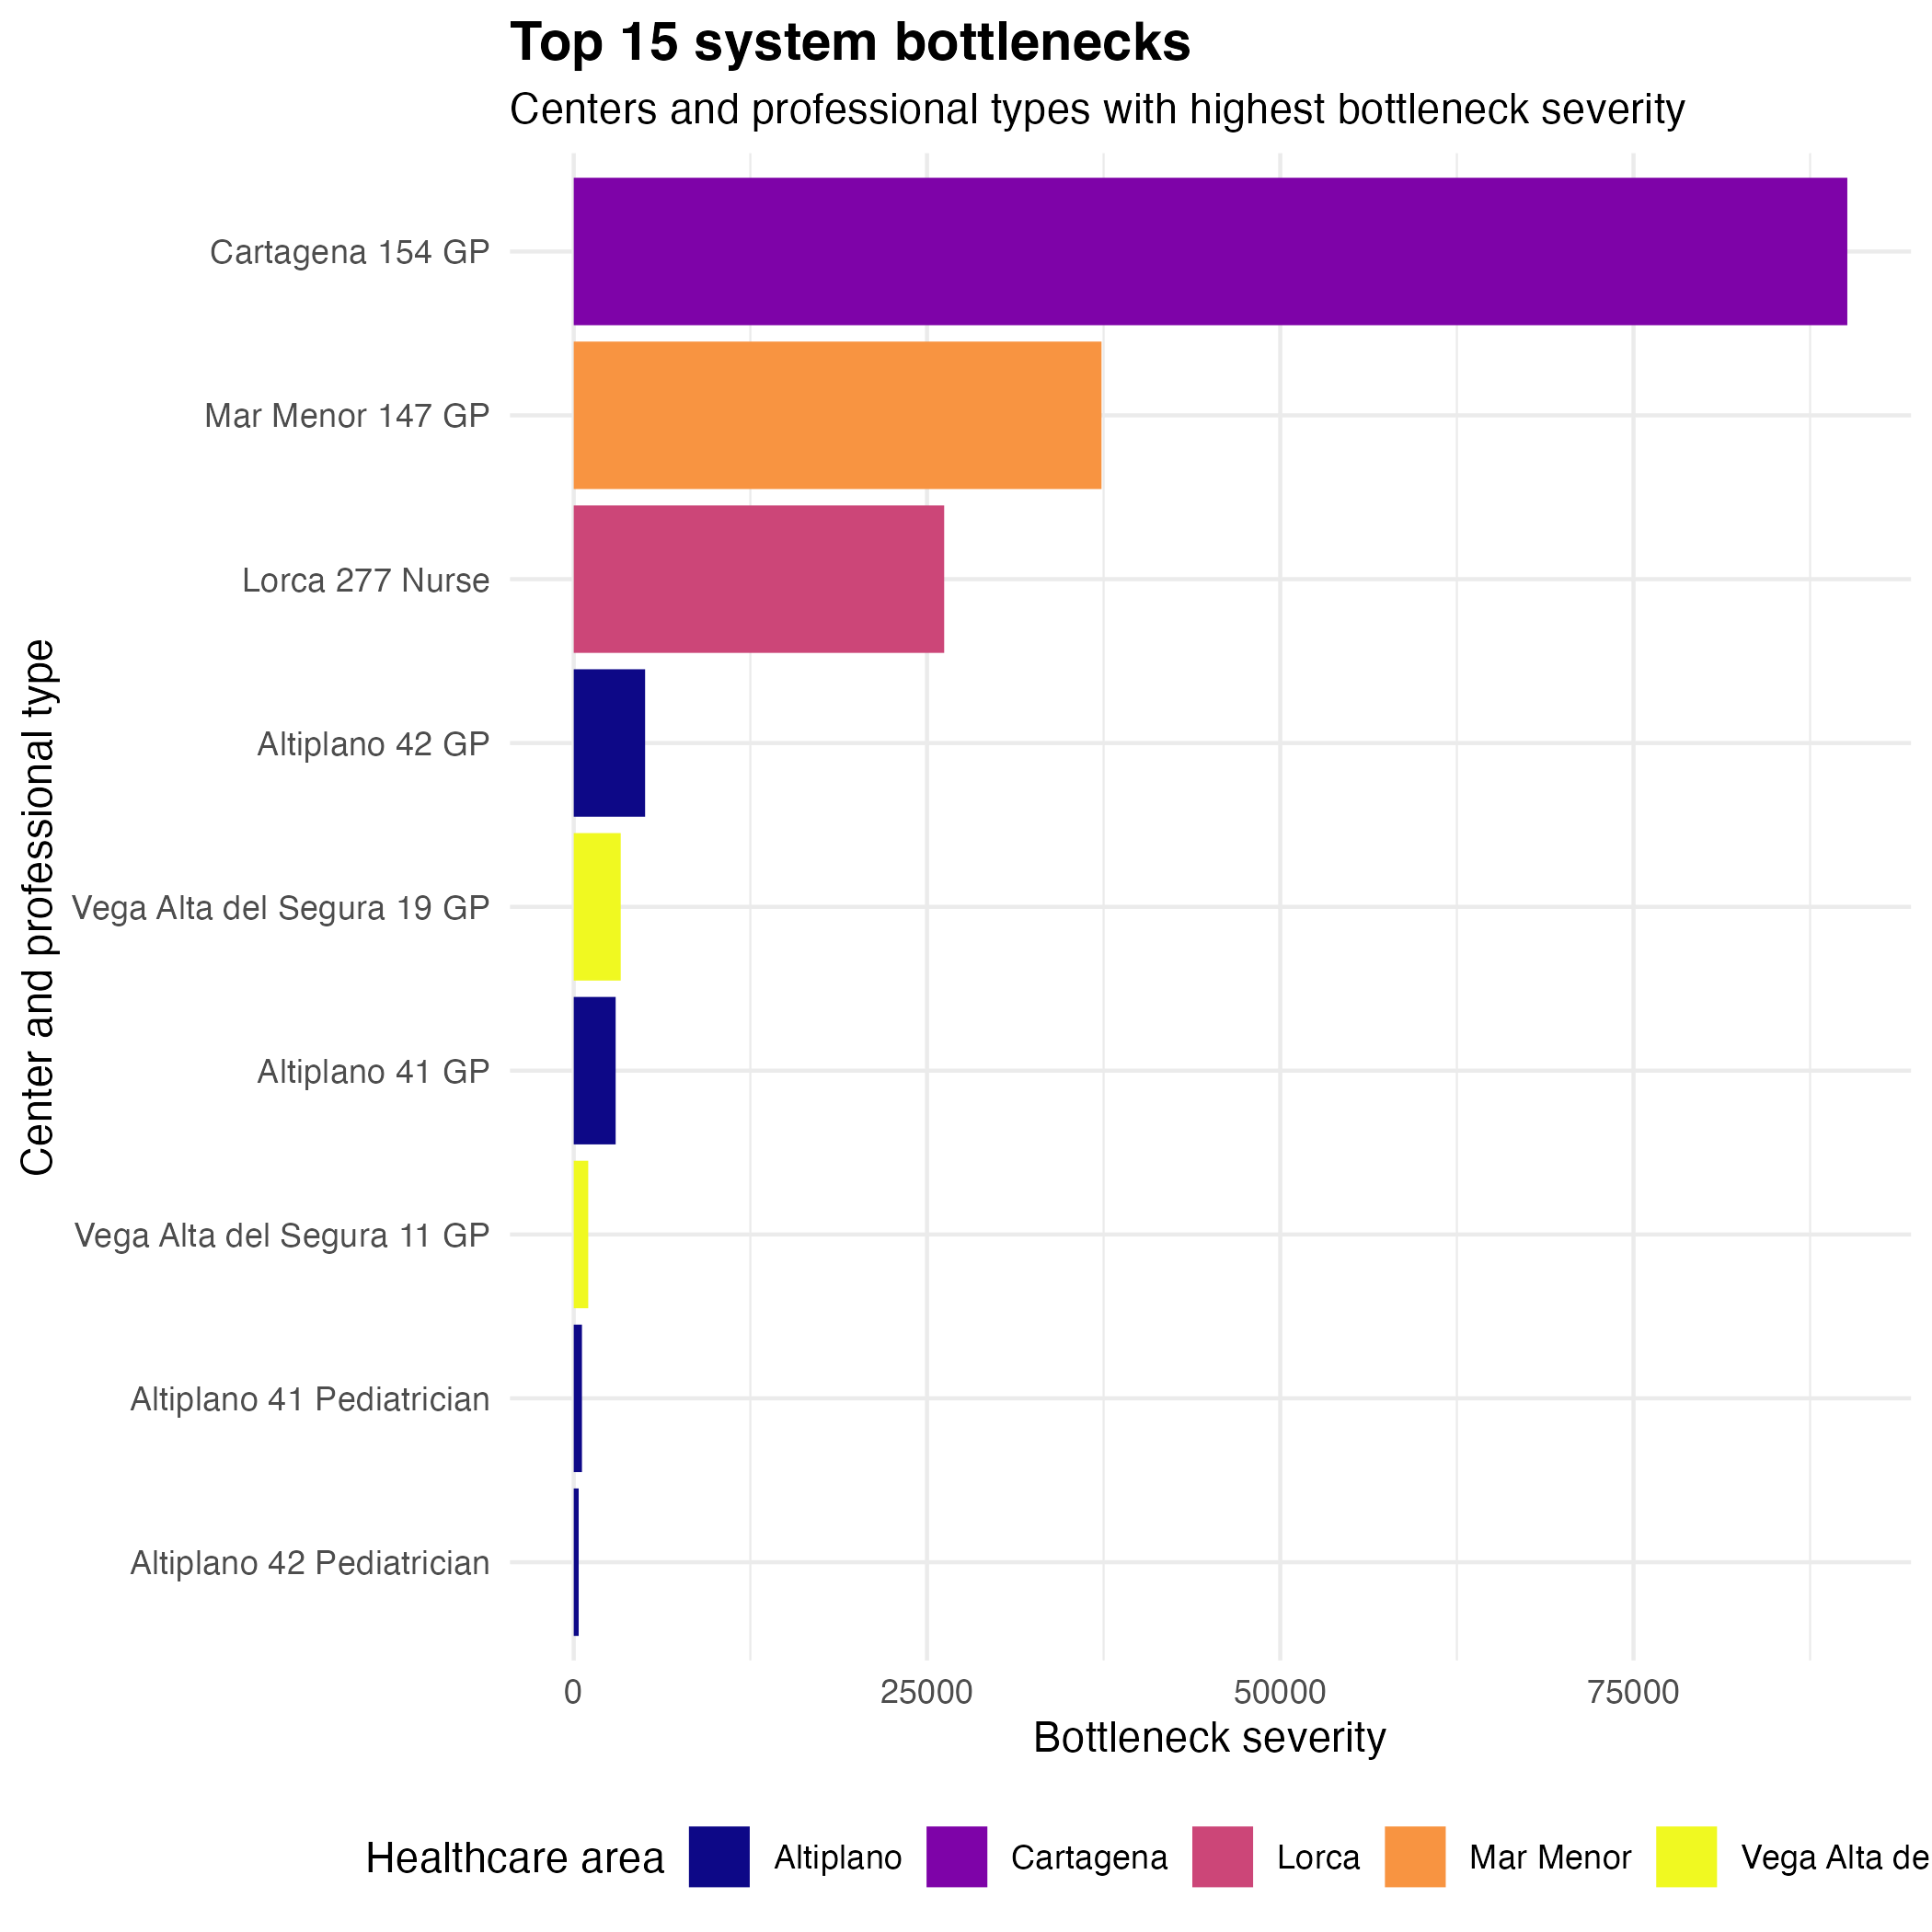 Top 15 system bottlenecks
Centers and professional types with highest bottleneck severity
Center and professional type
Cartagena 154 GP
Mar Menor 147 GP
Lorca 277 Nurse
Altiplano 42 GP
Vega Alta del Segura 19 GP
Altiplano 41 GP
Vega Alta del Segura 11 GP
Altiplano 41 Pediatrician
Altiplano 42 Pediatrician
0 25000 50000 75000
Bottleneck severity
Healthcare area Altiplano Cartagena Lorca Mar Menor Vega Alta de